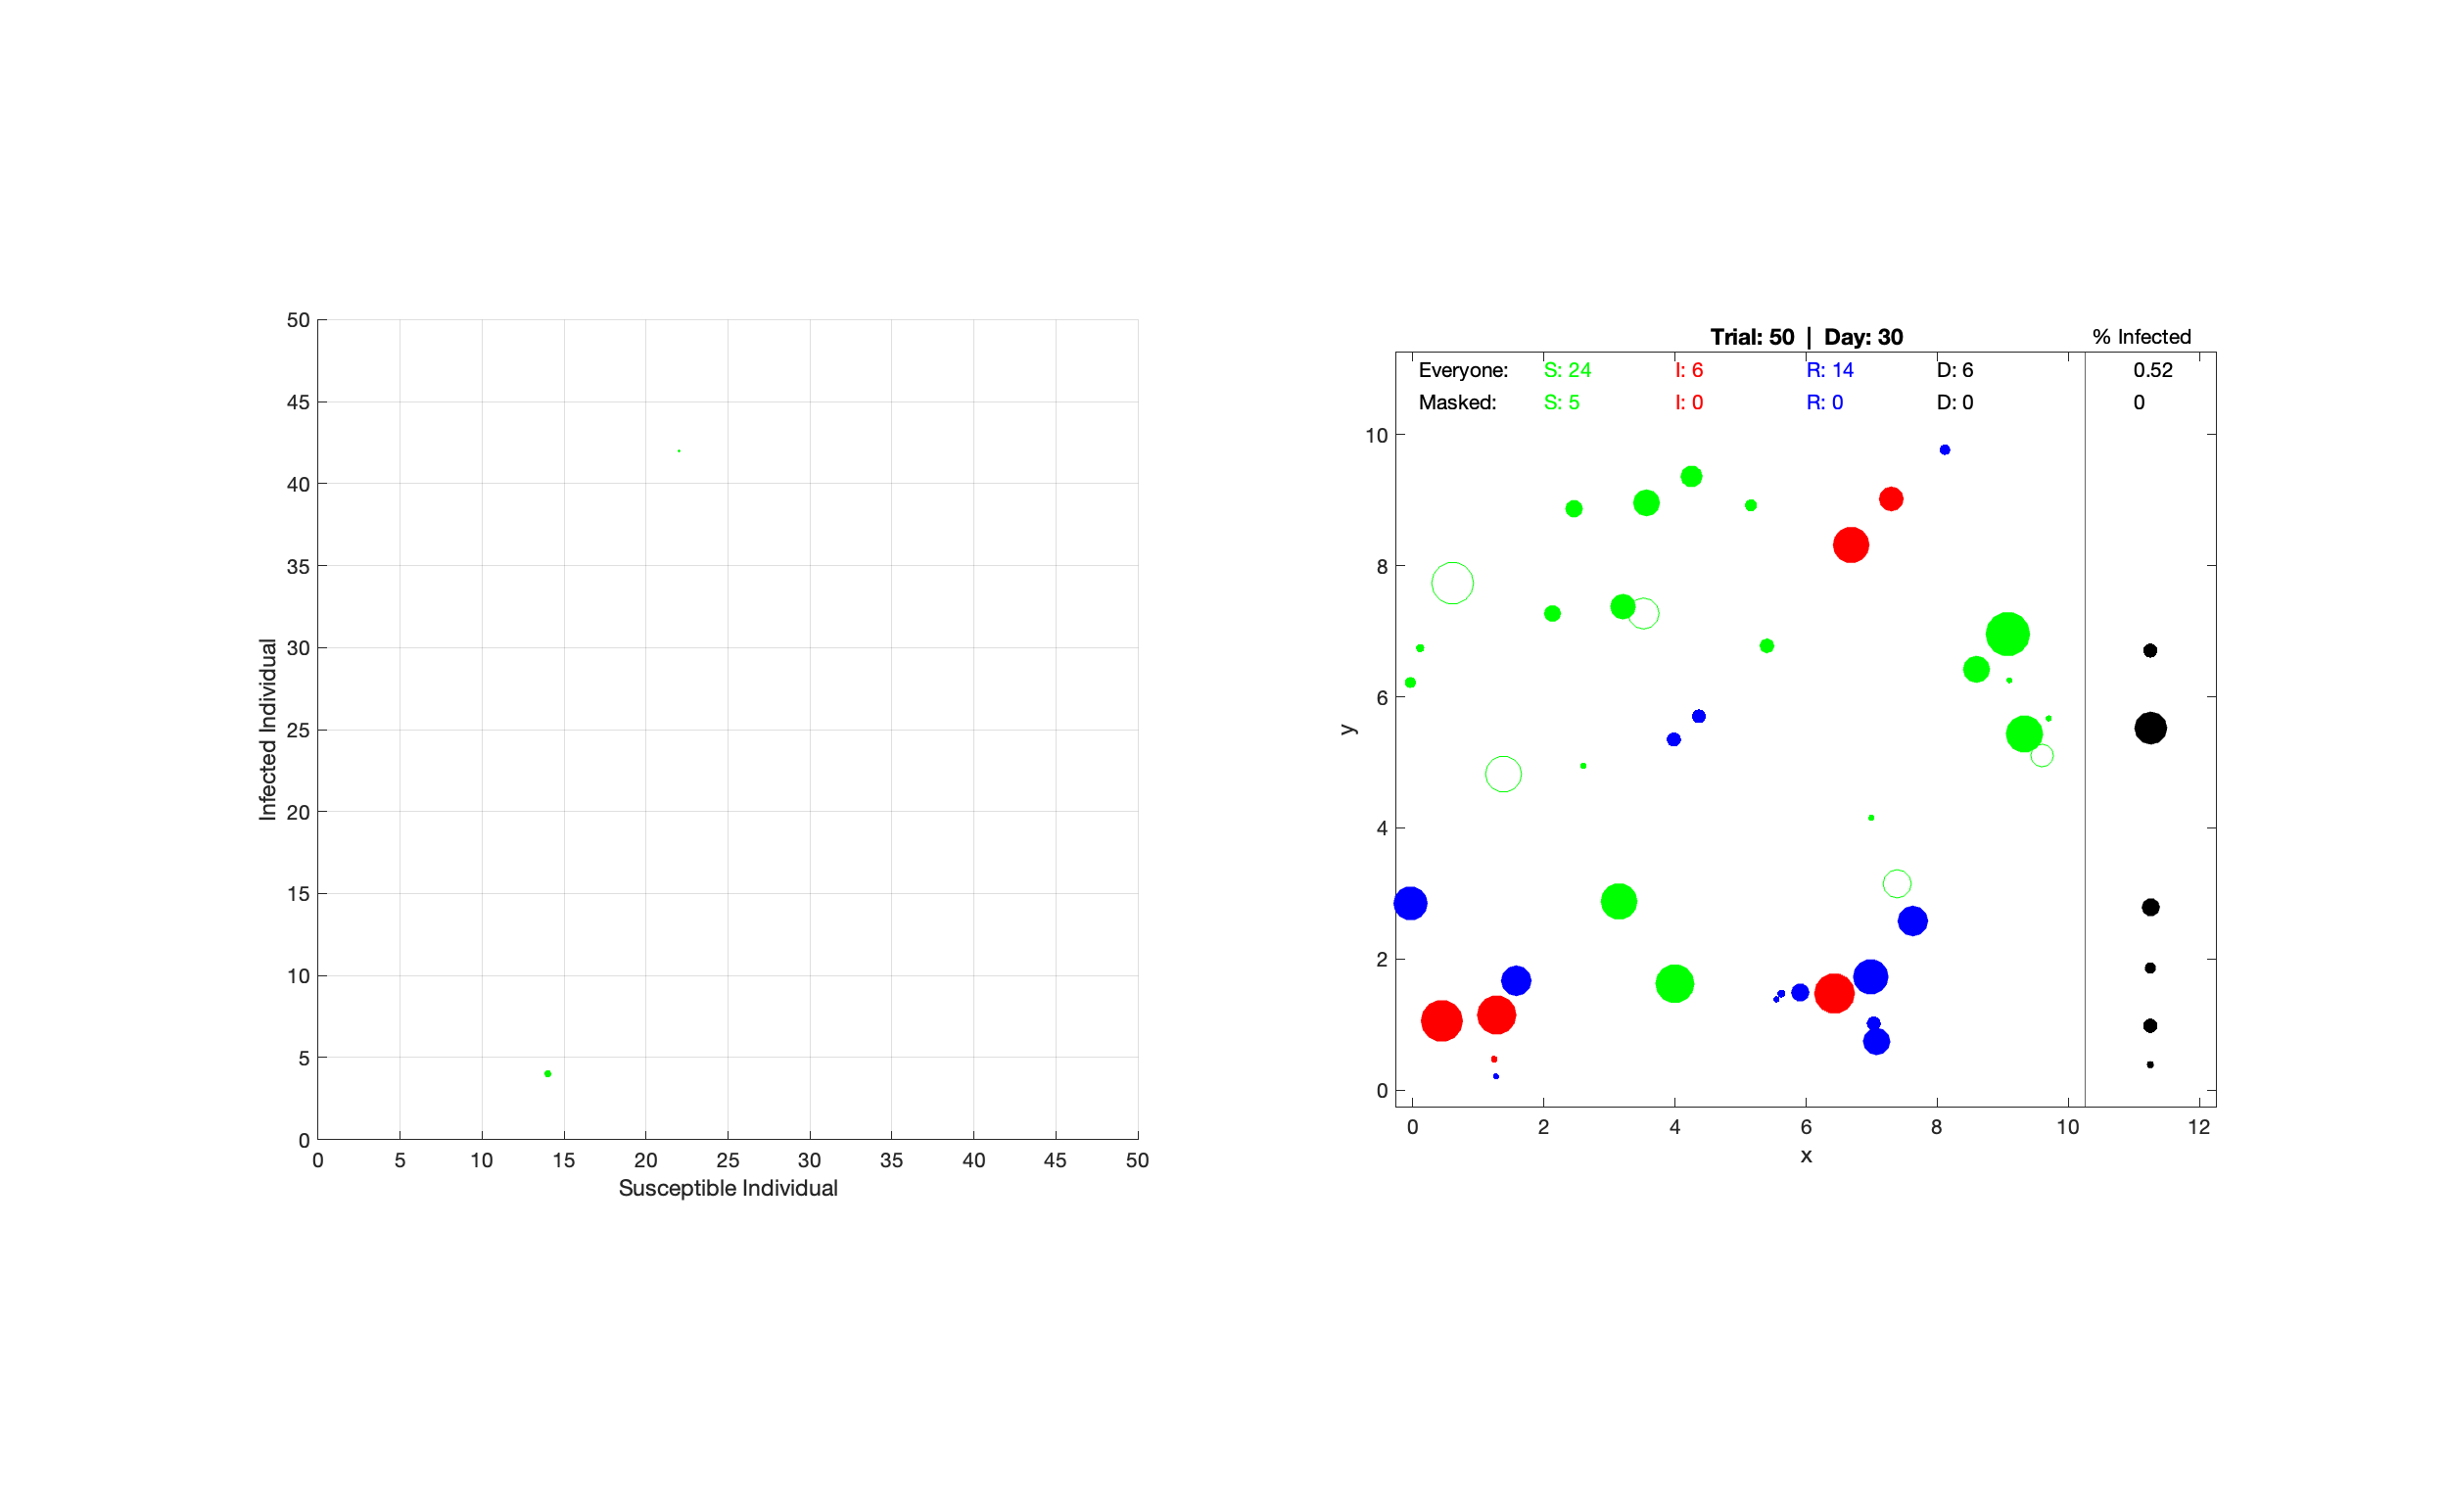 50
45
40
35
30
25
20
15
10
5
0
Infected Individual
0 5 10 15 20 25 30 35 40 45 50
Susceptible Individual
Trial: 50 | Day: 30 % Infected
Everyone: S: 24 I: 6 R: 14 D: 6 0.52
Masked: S: 5 I: 0 R: 0 D: 0 0
10
8
6
4
2
0
y
0 2 4 6 8 10 12
x